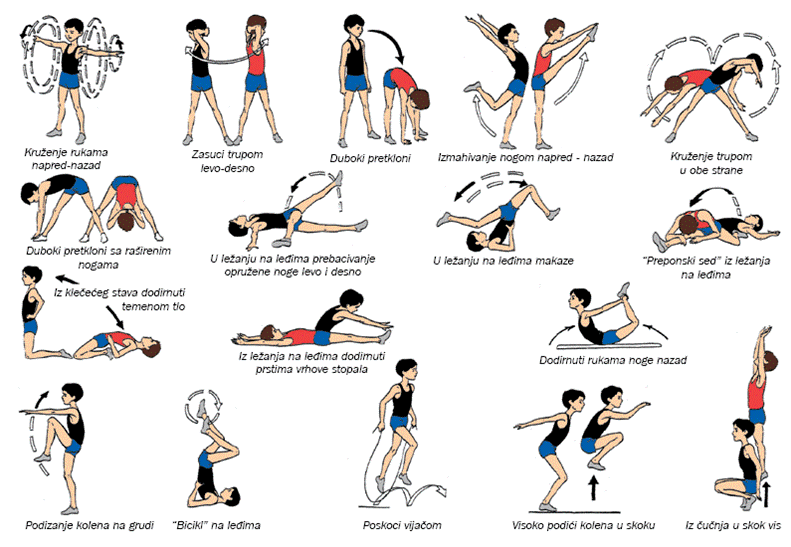 Kruženje rukama
napred-nazad
Zasuci trupom
levo-desno
Duboki pretkloni
Izmahivanje nogom napred - nazad
Kruženje trupom
u obe strane
Duboki pretkloni sa raširenim
nogama
U ležanju na leđima prebacivanje
opružene noge levo i desno
U ležanju na leđima makaze
"Preponski sed" iz ležanja
na leđima
Iz klečećeg stava dodirnuti
temenom tlo
Iz ležanja na leđima dodirnuti
prstima vrhove stopala
Dodirnuti rukama noge nazad
Podizanje kolena na grudi
"Bicikl" na leđima
Poskoci vijačom
Visoko podići kolena u skoku
Iz čučnja u skok vis